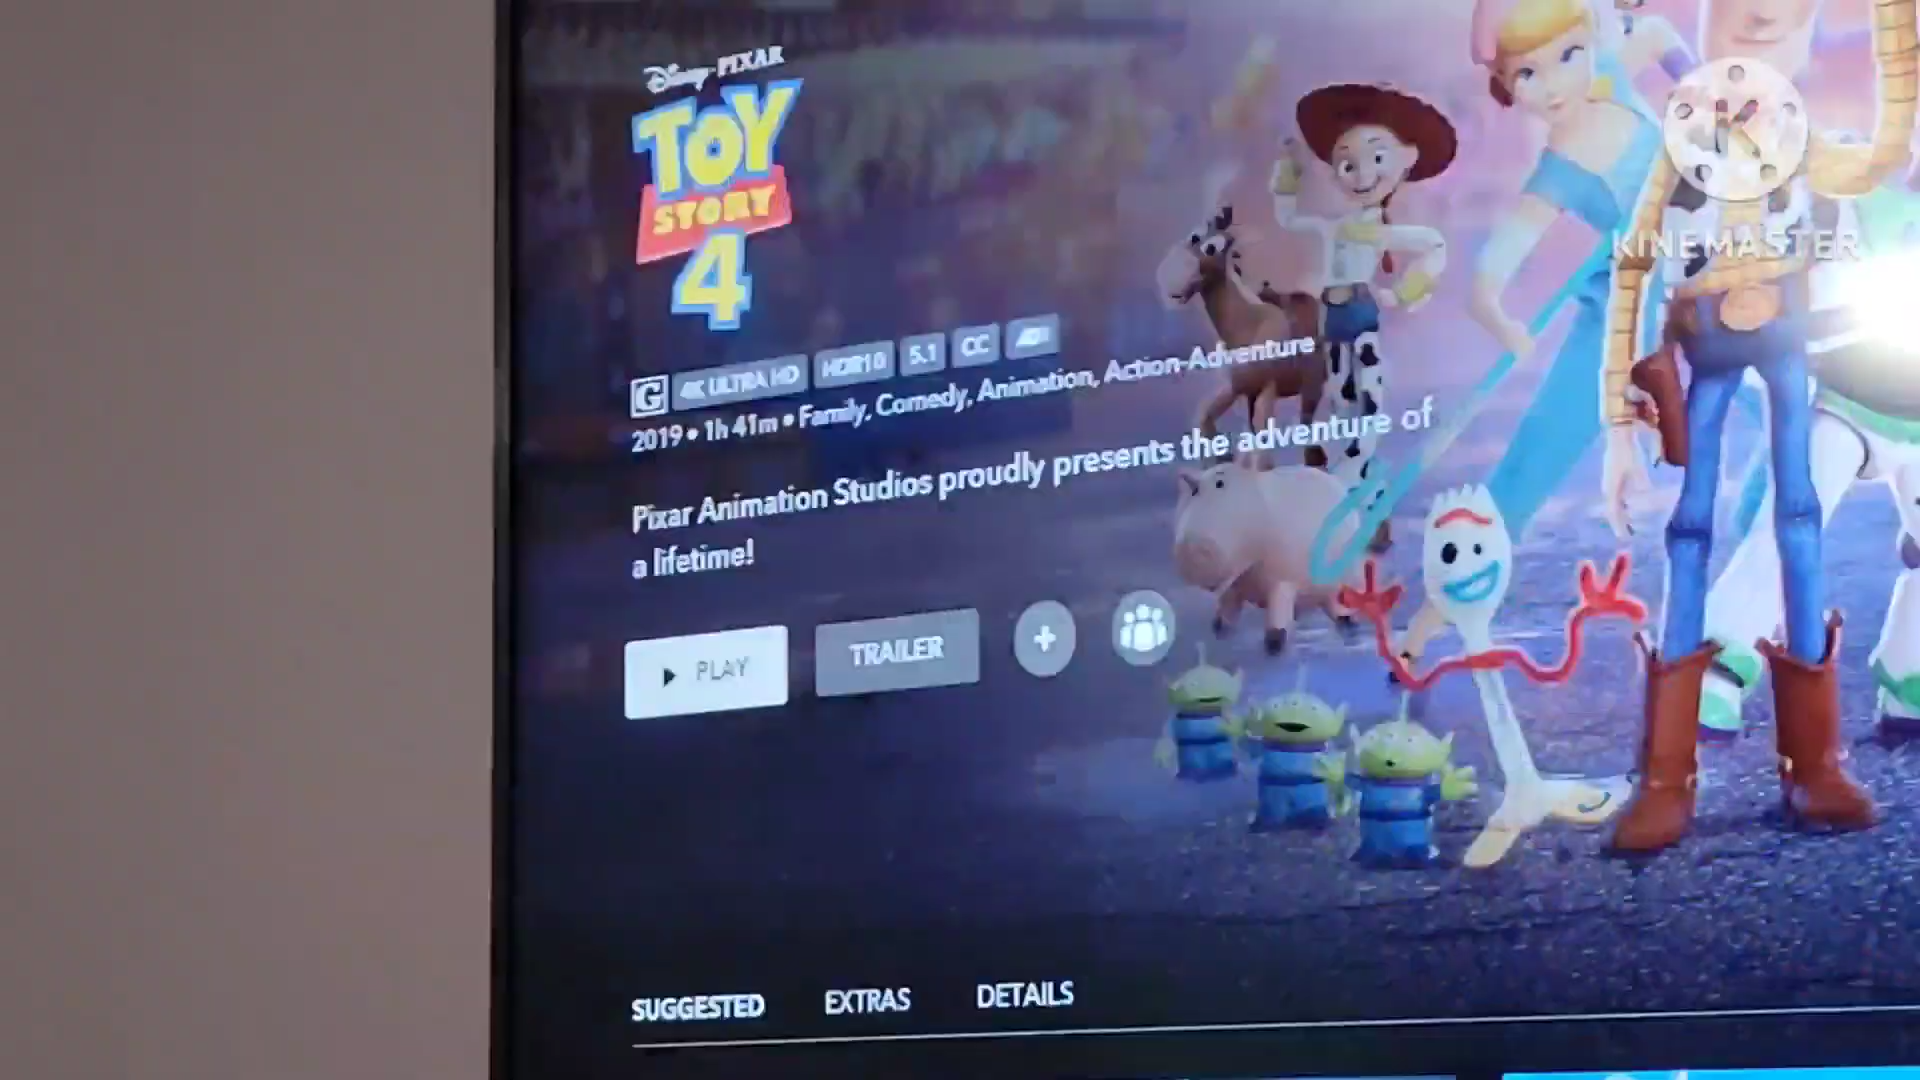 Disney·PIXAR
TOY
STORY
4
G 4K ULTRA HD HDR10 5.1 CC
2019 • 1h 41m • Family, Comedy, Animation, Action-Adventure
Pixar Animation Studios proudly presents the adventure of
a lifetime!
PLAY TRAILER +
SUGGESTED EXTRAS DETAILS
K
KINEMASTER